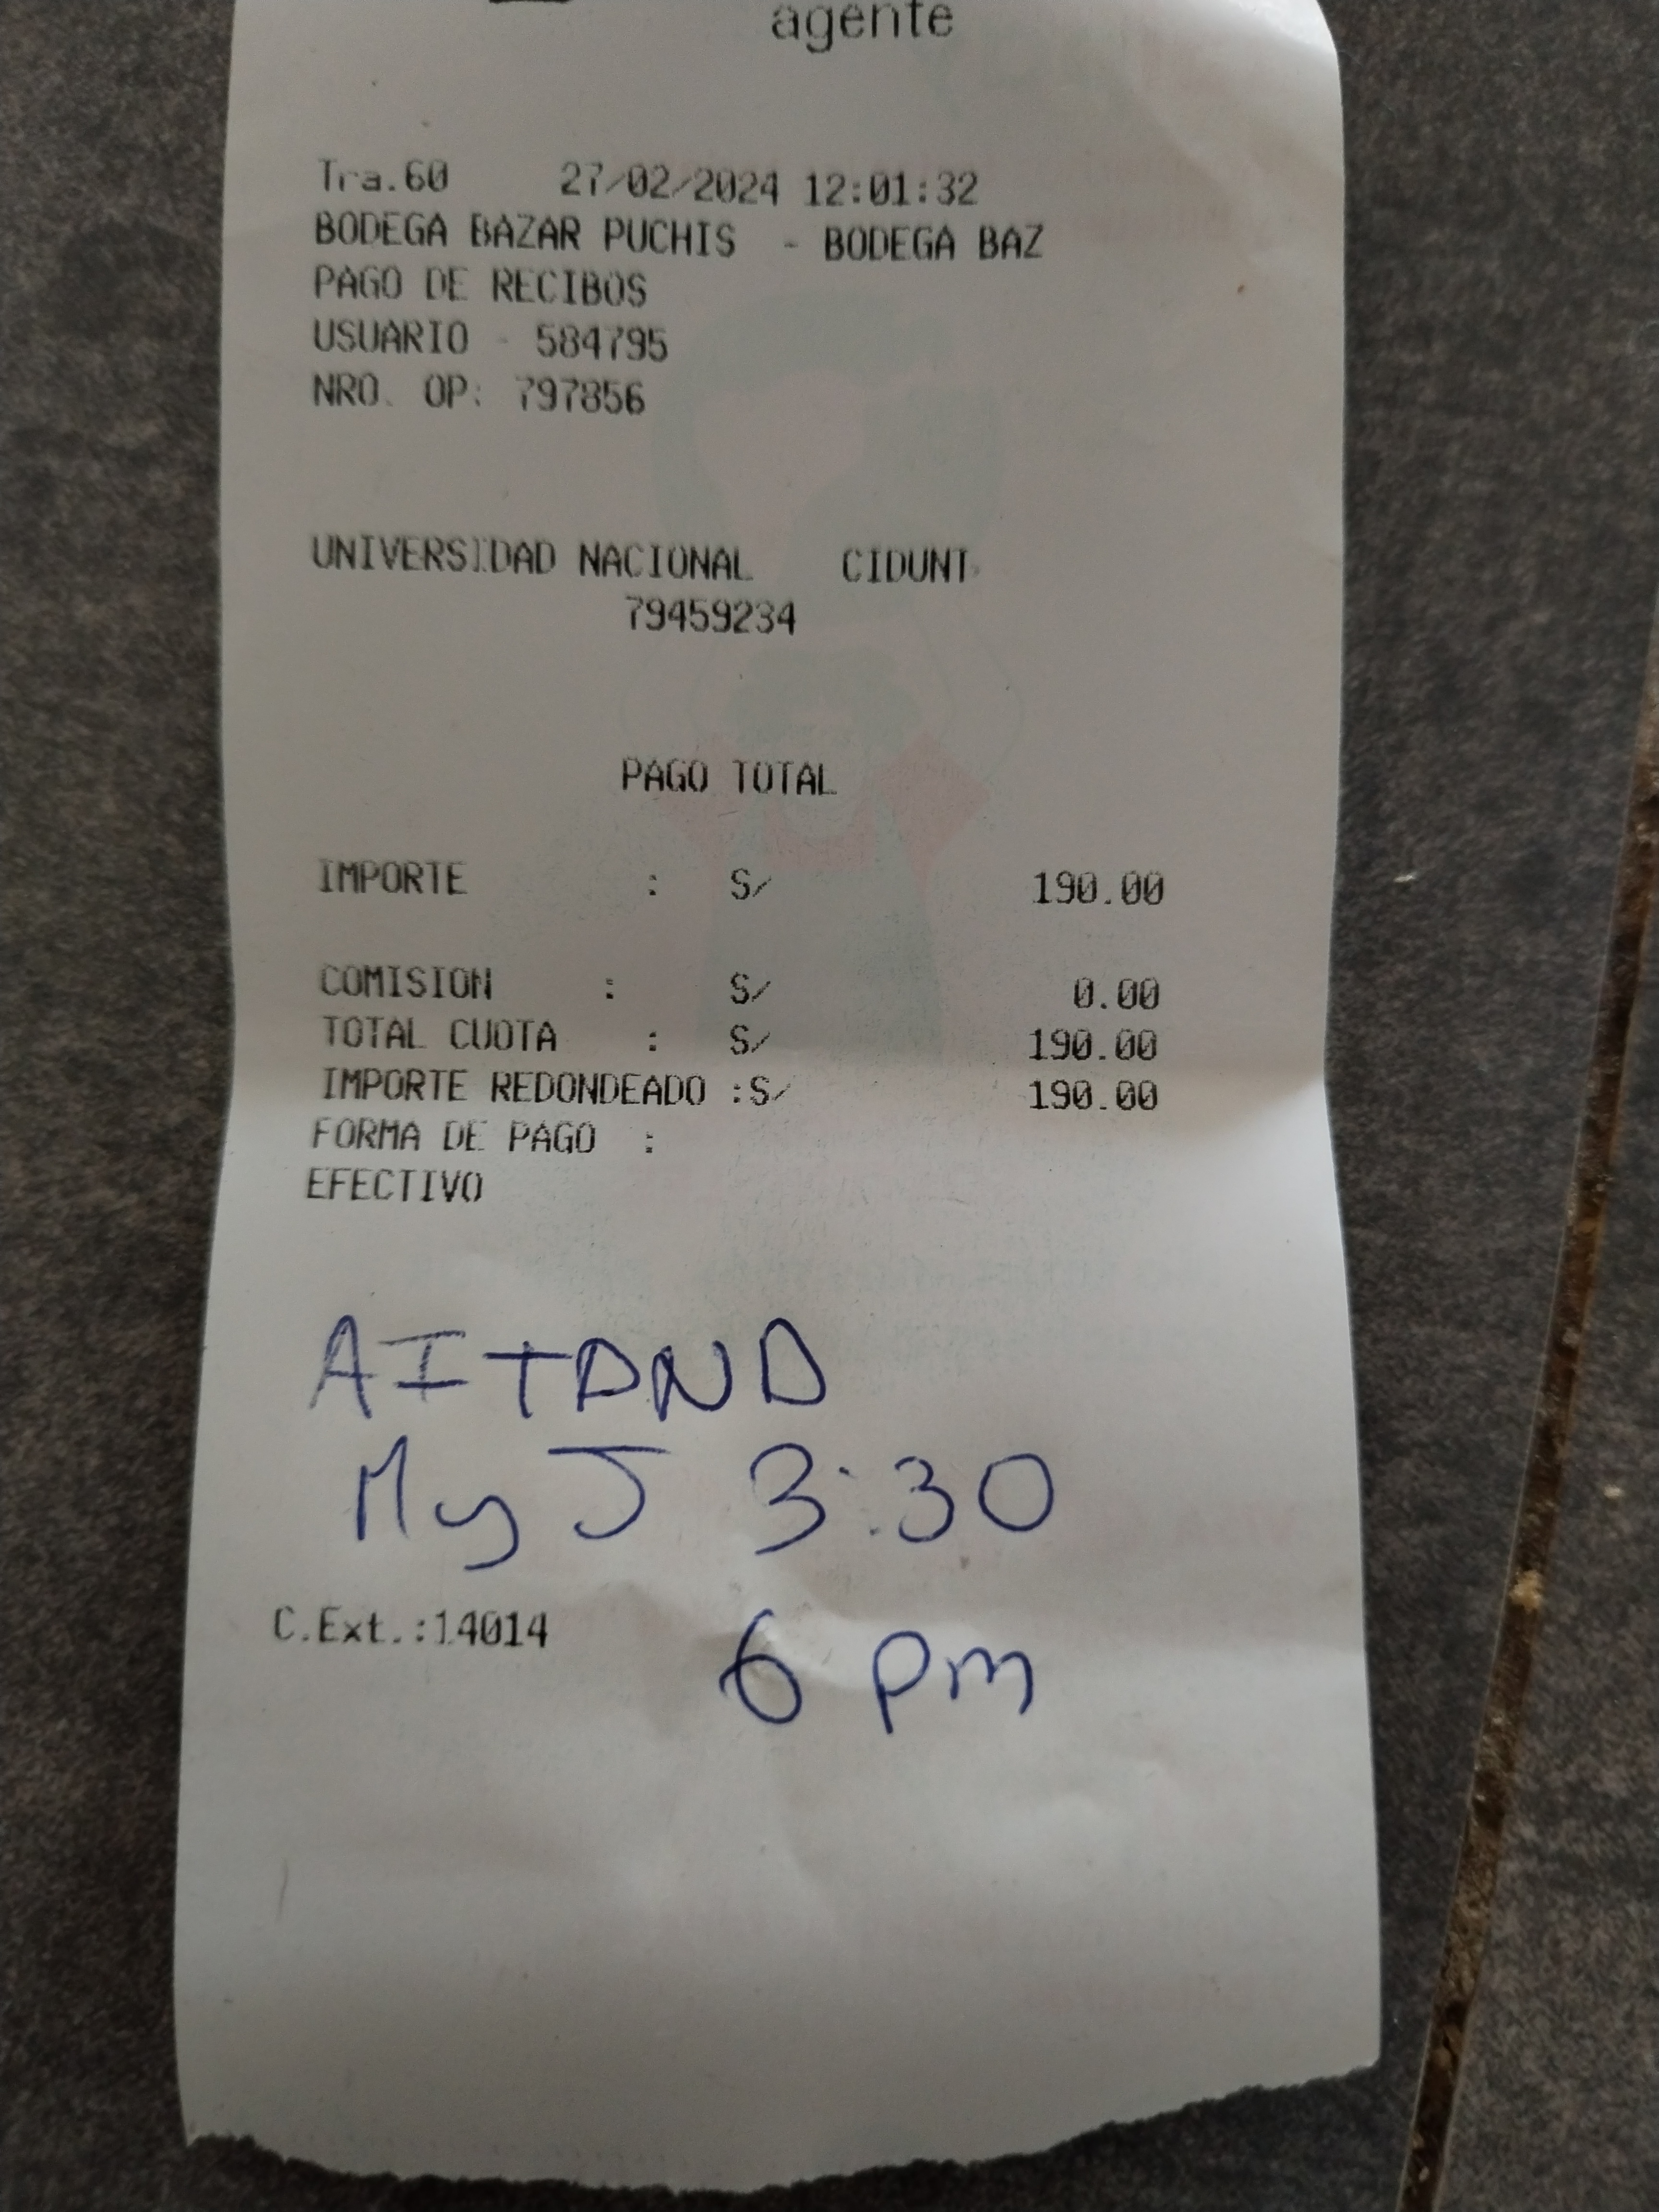 agente
Tra.60 27/02/2024 12:01:32
BODEGA BAZAR PUCHIS - BODEGA BAZ
PAGO DE RECIBOS
USUARIO - 584795
NRO. OP: 797856
UNIVERSIDAD NACIONAL CIDUNT
79459234
PAGO TOTAL
IMPORTE : S/ 190.00
COMISION : S/ 0.00
TOTAL CUOTA : S/ 190.00
IMPORTE REDONDEADO :S/ 190.00
FORMA DE PAGO :
EFECTIVO
AITANA
M y J 3:30
C.Ext.:14014
6 pm